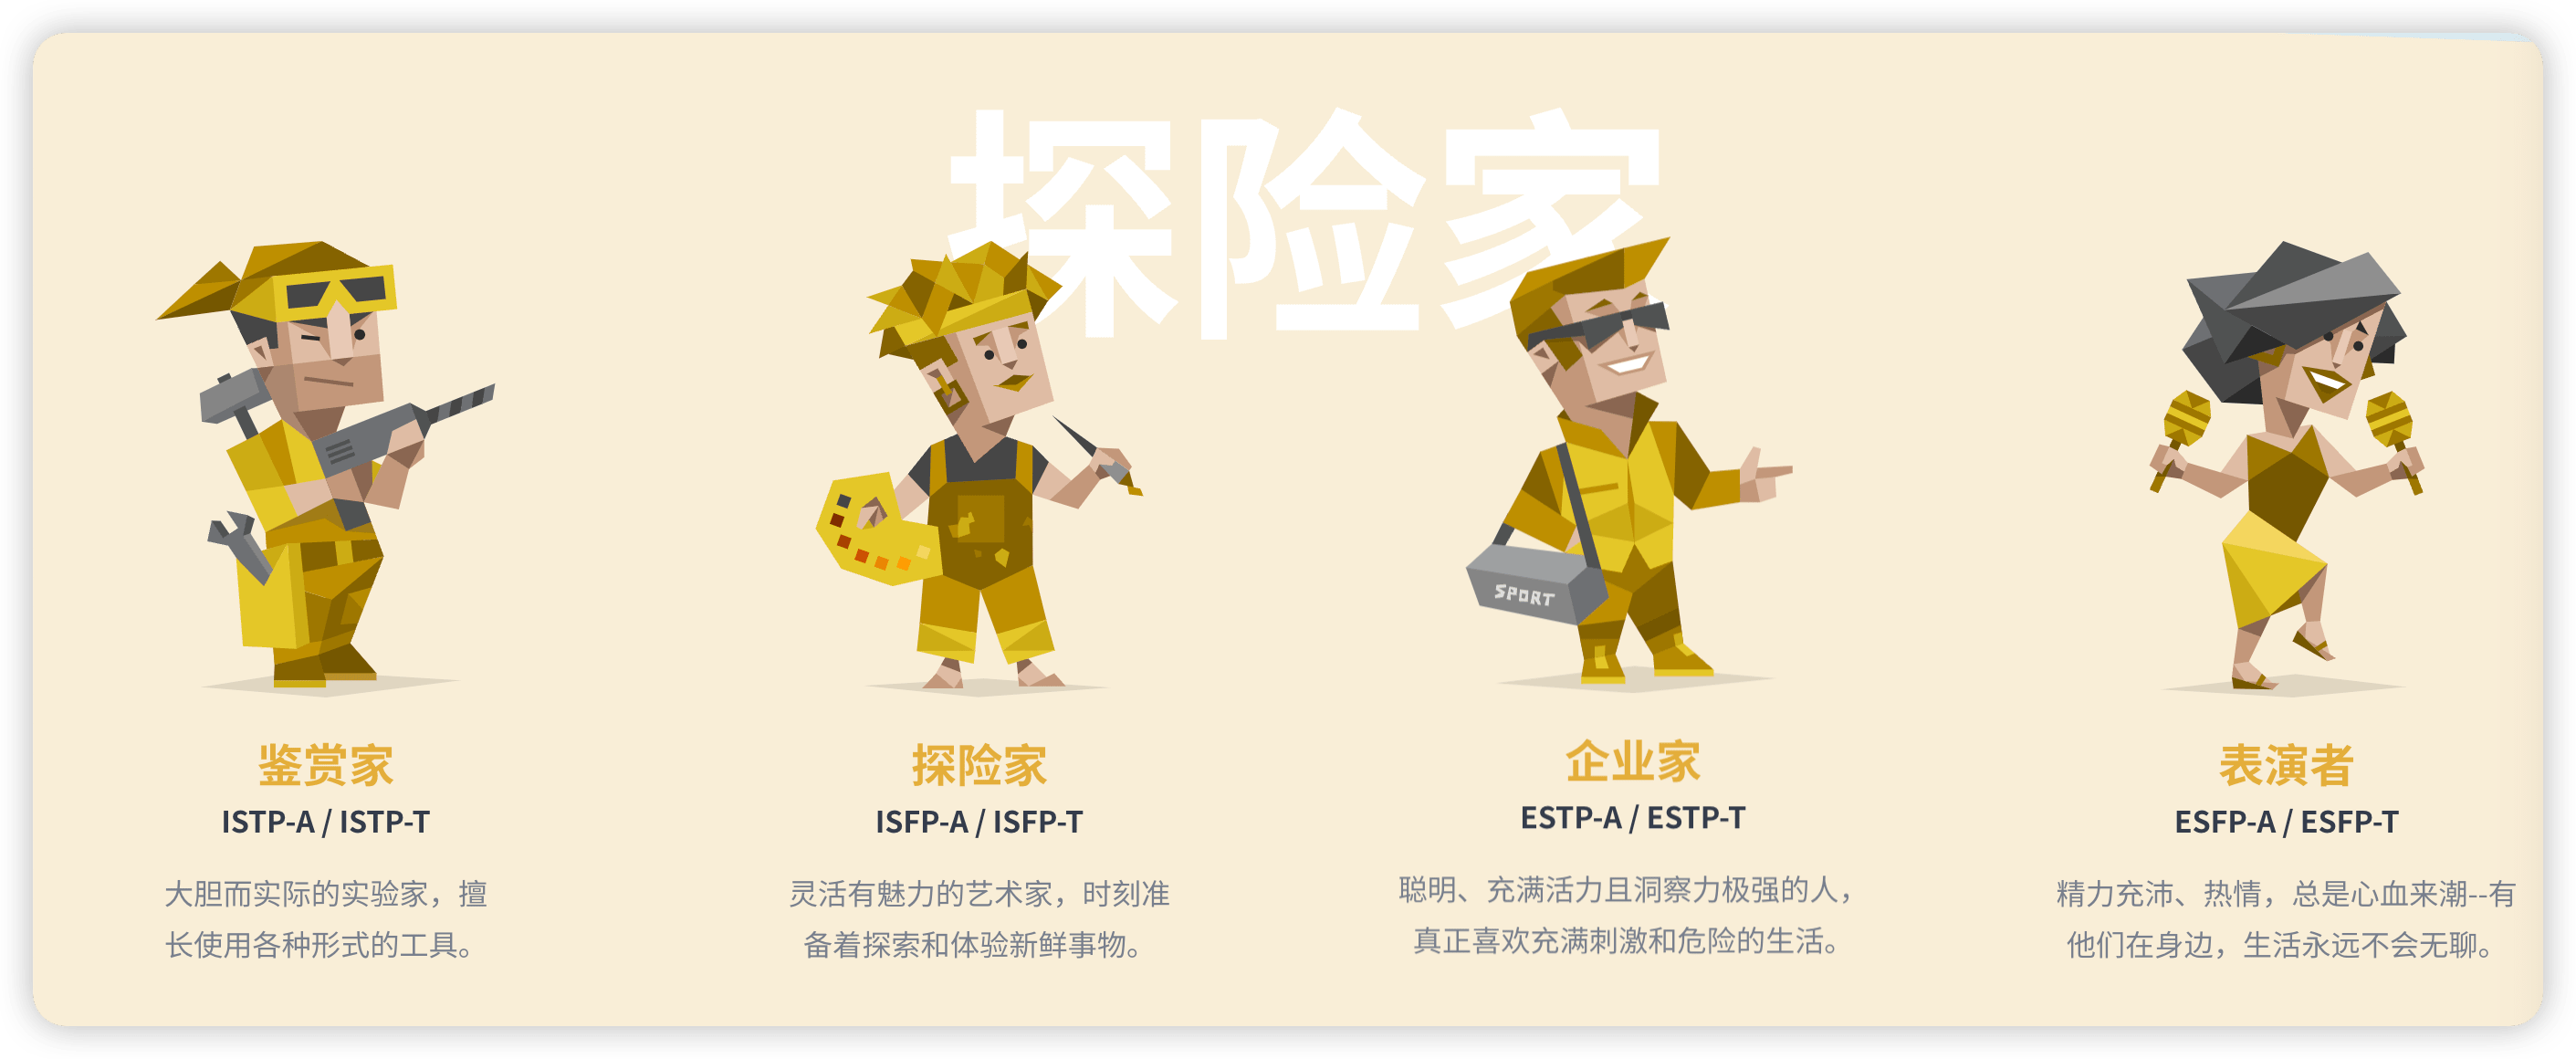 探险家
SPORT
鉴赏家
ISTP-A / ISTP-T
大胆而实际的实验家，擅
长使用各种形式的工具。
探险家
ISFP-A / ISFP-T
灵活有魅力的艺术家，时刻准
备着探索和体验新鲜事物。
企业家
ESTP-A / ESTP-T
聪明、充满活力且洞察力极强的人，
真正喜欢充满刺激和危险的生活。
表演者
ESFP-A / ESFP-T
精力充沛、热情，总是心血来潮--有
他们在身边，生活永远不会无聊。